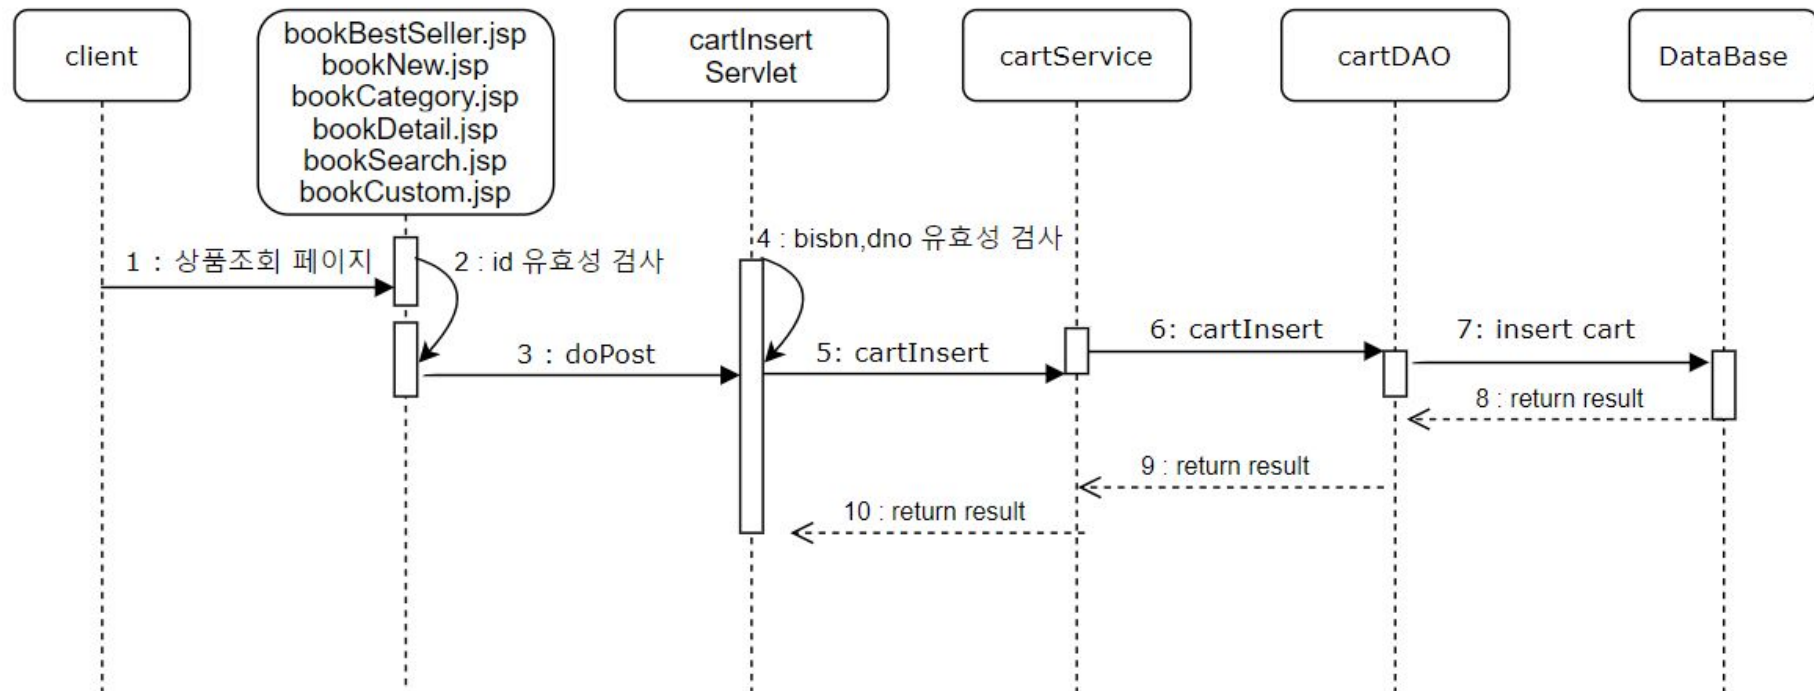 client
bookBestSeller.jsp
bookNew.jsp
bookCategory.jsp
bookDetail.jsp
bookSearch.jsp
bookCustom.jsp
cartInsert
Servlet
cartService
cartDAO
DataBase
1 : 상품조회 페이지
2 : id 유효성 검사
3 : doPost
4 : bisbn,dno 유효성 검사
5: cartInsert
6: cartInsert
7: insert cart
8 : return result
9 : return result
10 : return result